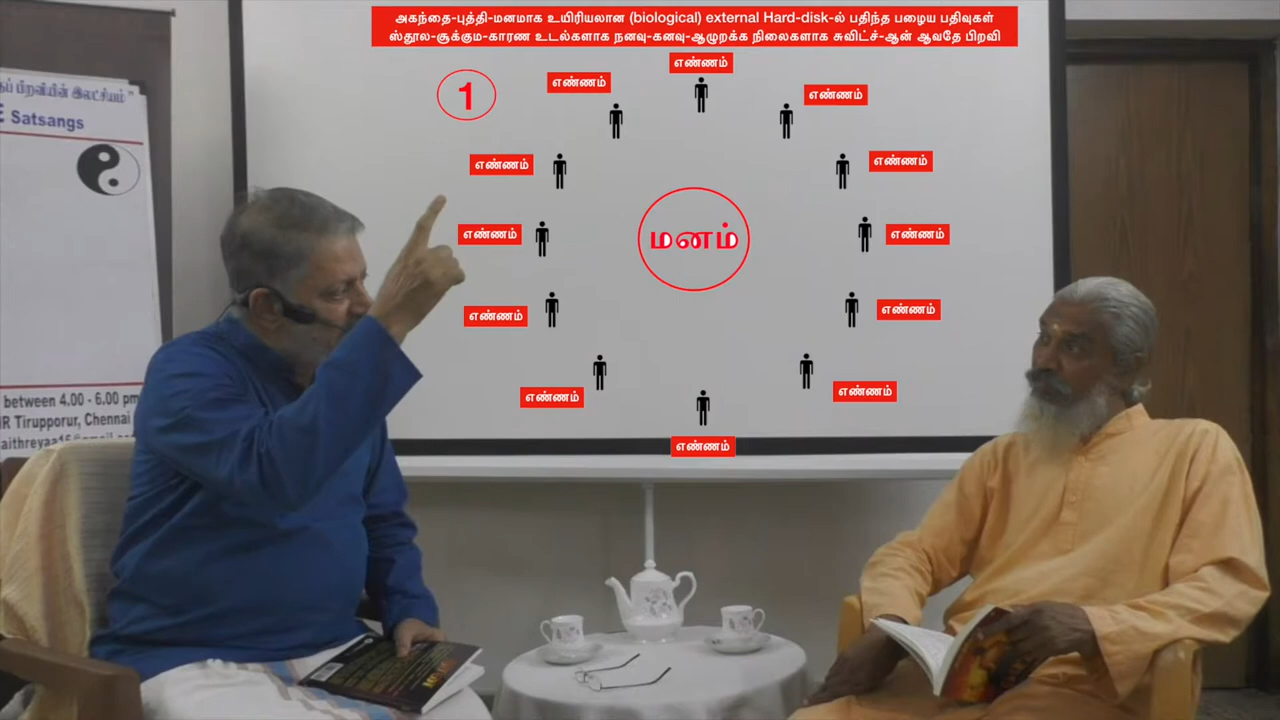 அகந்தை-புத்தி-மனமாக உயிரியலான (biological) external Hard-disk-ல் பதிந்த பழைய பதிவுகள்
ஸ்தூல-சூக்கும-காரண உடல்களாக நனவு-கனவு-ஆழுறக்க நிலைகளாக சுவிட்ச்-ஆன் ஆவதே பிறவி
1
எண்ணம்
எண்ணம்
எண்ணம்
எண்ணம்
எண்ணம்
எண்ணம்
எண்ணம்
மனம்
எண்ணம்
எண்ணம்
எண்ணம்
எண்ணம்
எண்ணம்
எண்ணம்
பிறவியின் இலட்சியம்"
Satsangs
between 4.00 - 6.00 pm
Tirupporur, Chennai